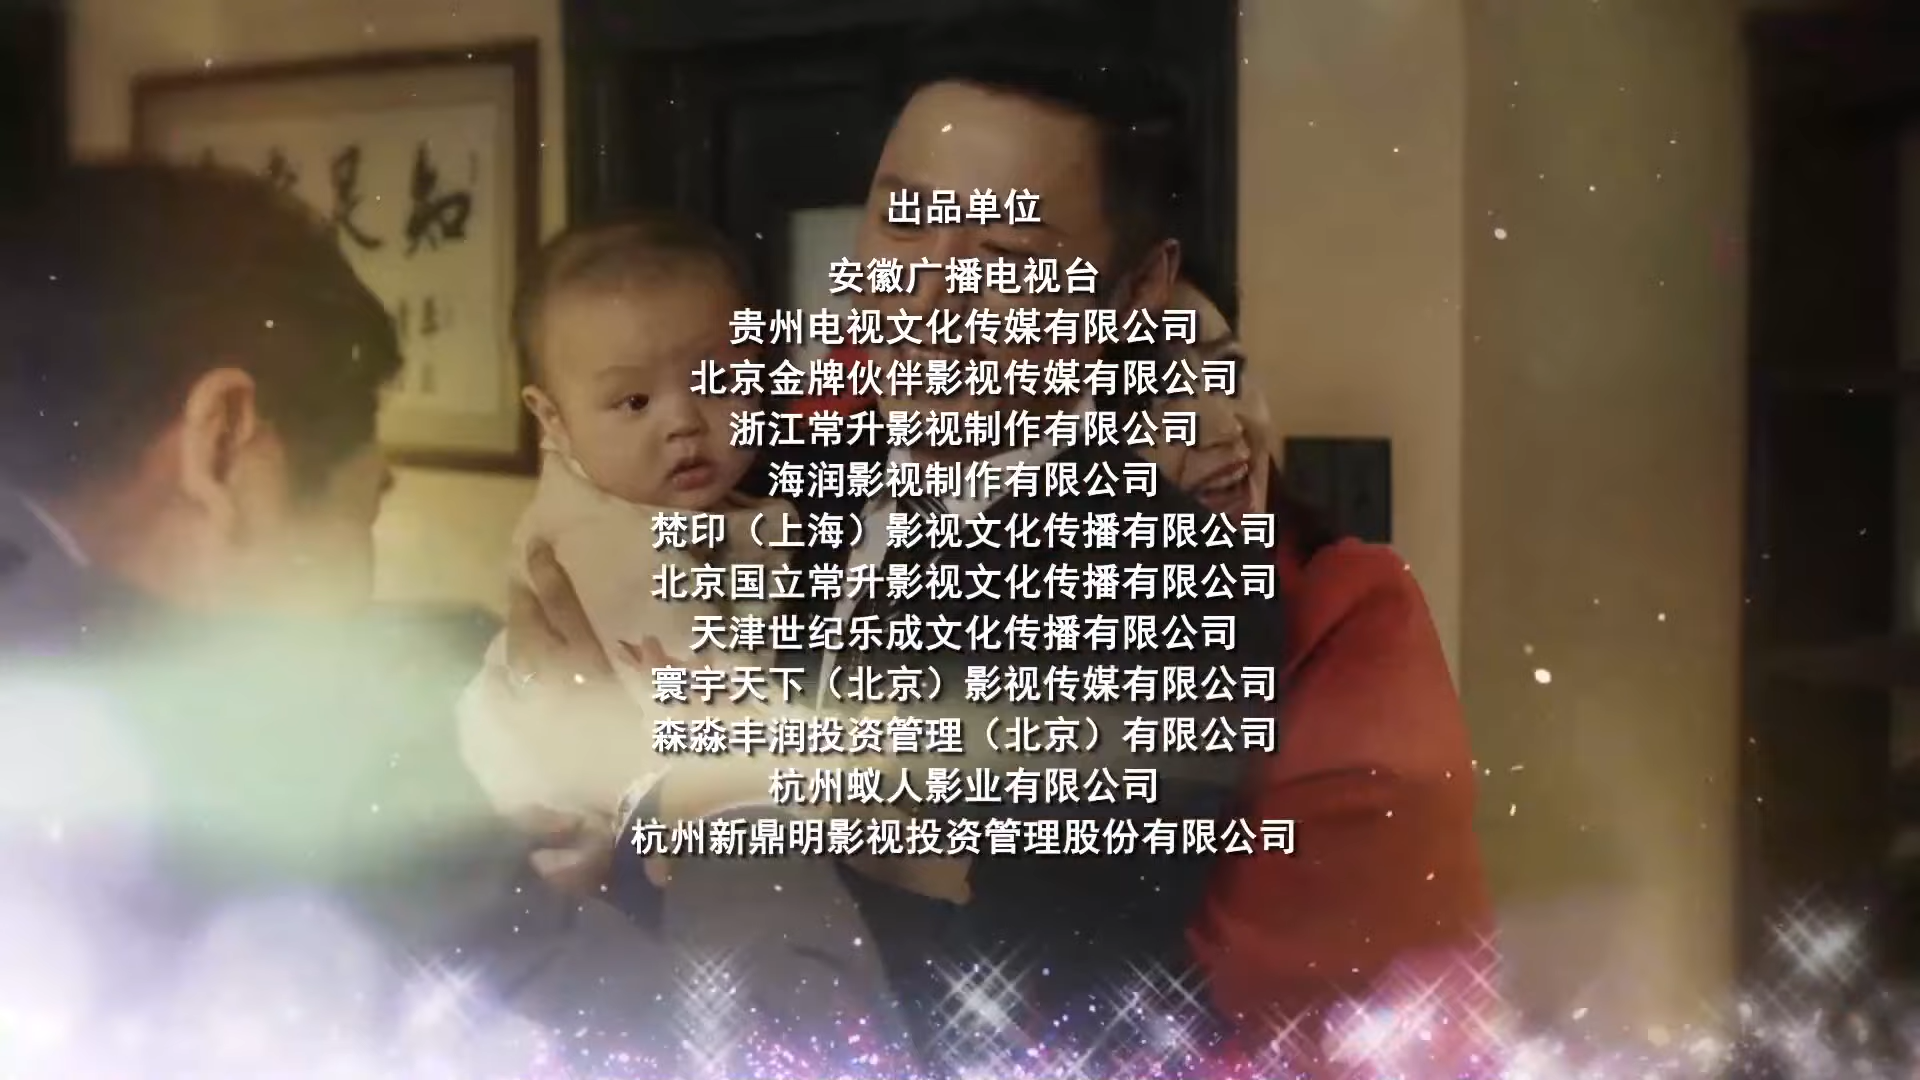 出品单位
安徽广播电视台
贵州电视文化传媒有限公司
北京金牌伙伴影视传媒有限公司
浙江常升影视制作有限公司
海润影视制作有限公司
梵印（上海）影视文化传播有限公司
北京国立常升影视文化传播有限公司
天津世纪乐成文化传播有限公司
寰宇天下（北京）影视传媒有限公司
森淼丰润投资管理（北京）有限公司
杭州蚁人影业有限公司
杭州新鼎明影视投资管理股份有限公司
知足